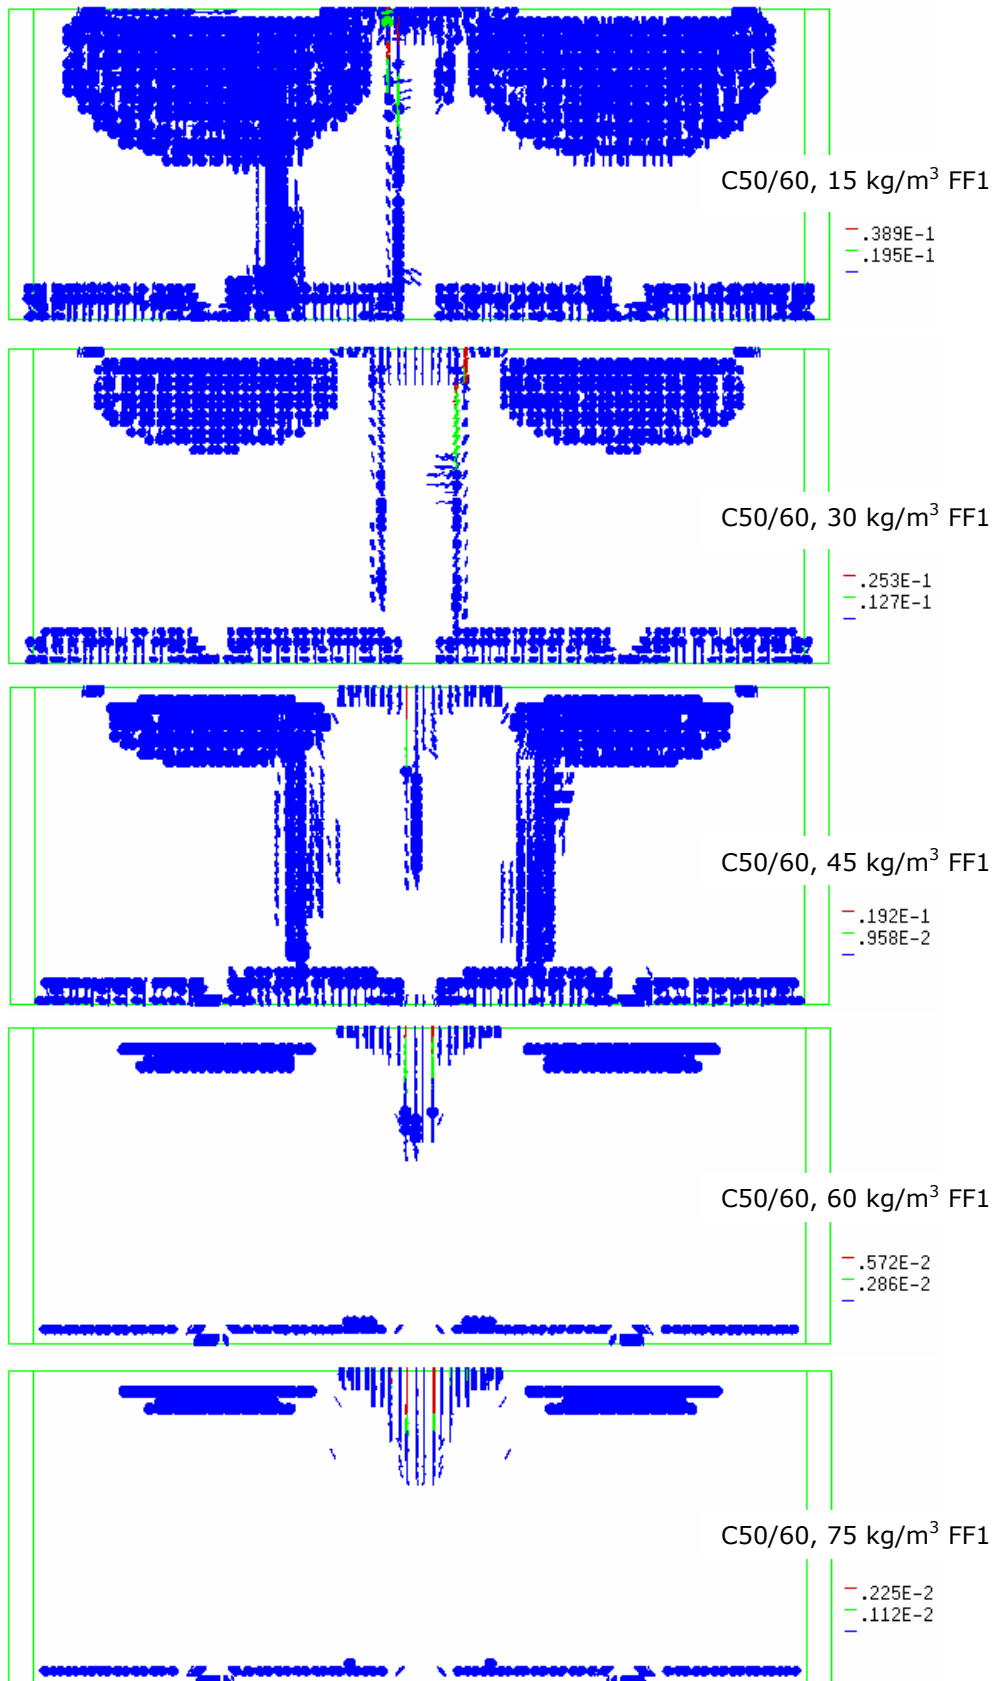 C50/60, 15 kg/m³ FF1
.389E-1
.195E-1
C50/60, 30 kg/m³ FF1
.253E-1
.127E-1
C50/60, 45 kg/m³ FF1
.192E-1
.958E-2
C50/60, 60 kg/m³ FF1
.572E-2
.286E-2
C50/60, 75 kg/m³ FF1
.225E-2
.112E-2